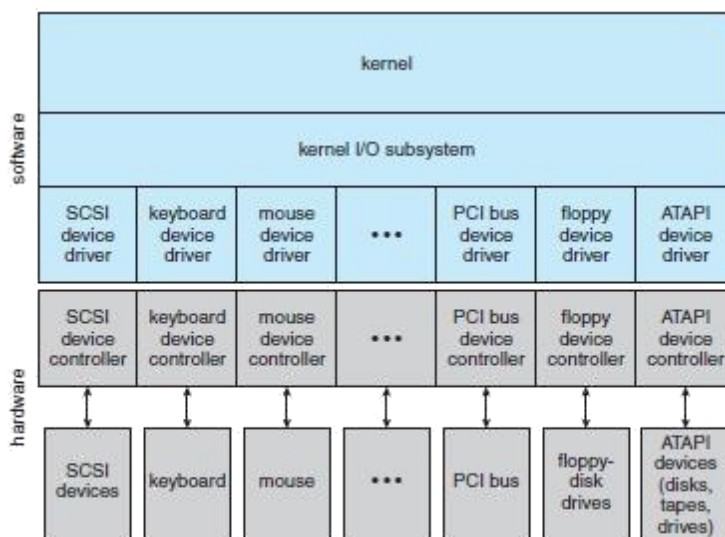 kernel
software
kernel I/O subsystem
SCSI
device
driver
keyboard
device
driver
mouse
device
driver
•••
PCI bus
device
driver
floppy
device
driver
ATAPI
device
driver
hardware
SCSI
device
controller
keyboard
device
controller
mouse
device
controller
•••
PCI bus
device
controller
floppy
device
controller
ATAPI
device
controller
SCSI
devices
keyboard
mouse
•••
PCI bus
floppy-
disk
drives
ATAPI
devices
(disks,
tapes,
drives)